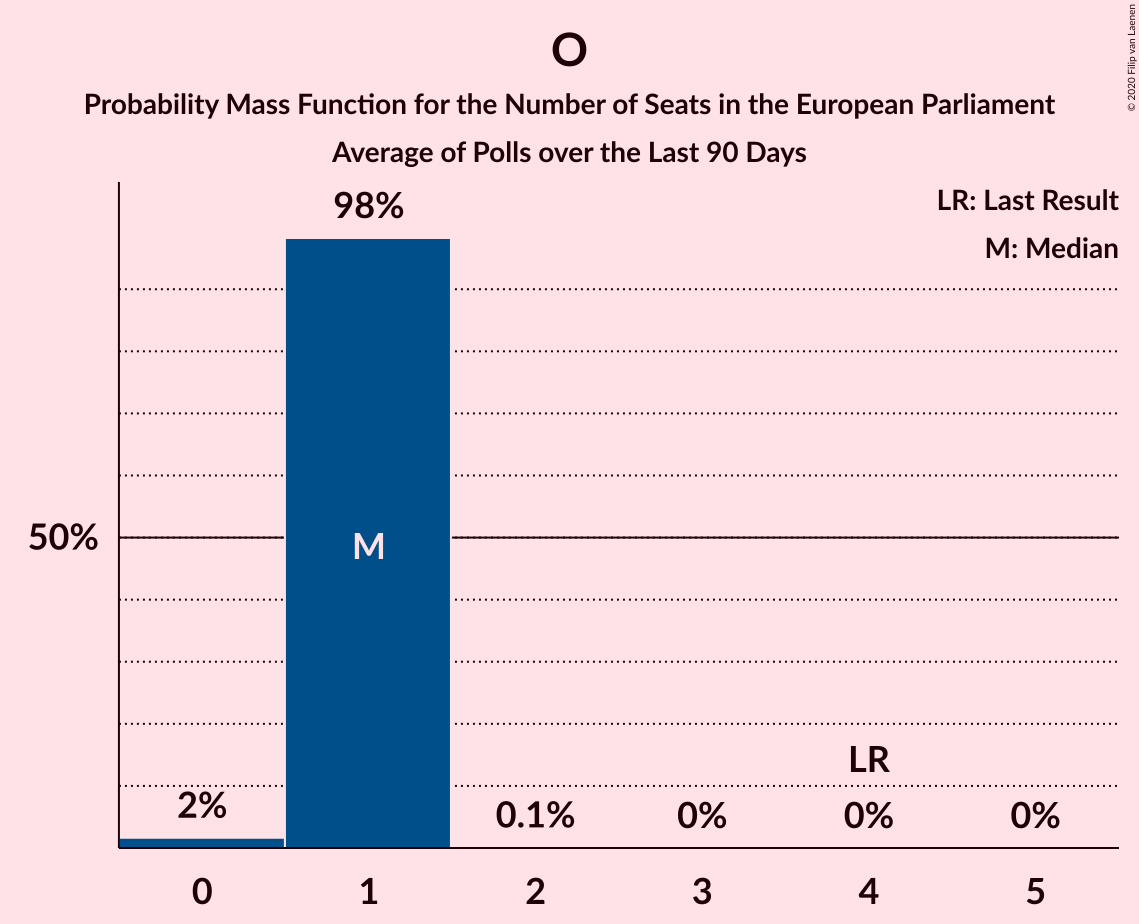 O
Probability Mass Function for the Number of Seats in the European Parliament
Average of Polls over the Last 90 Days
© 2020 Filip van Laenen
LR: Last Result
M: Median
98%
50%
M
LR
2%
0.1%
0%
0%
0%
0
1
2
3
4
5